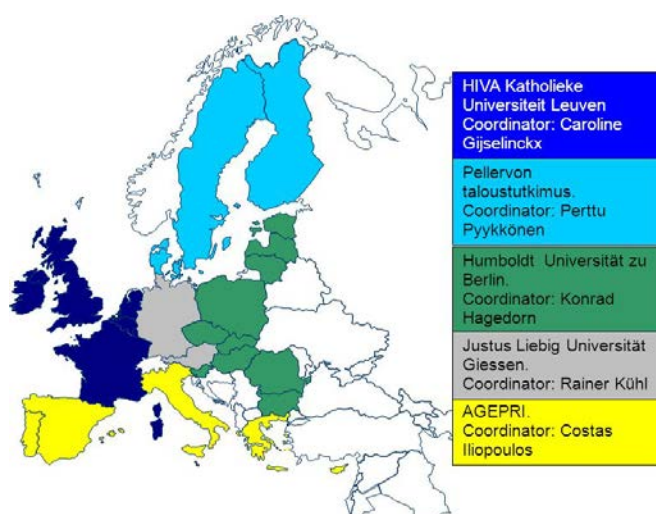 HIVA Katholieke
Universiteit Leuven
Coordinator: Caroline
Gijselinckx
Pellervon
taloustutkimus.
Coordinator: Perttu
Pyykkönen
Humboldt Universität zu
Berlin.
Coordinator: Konrad
Hagedorn
Justus Liebig Universität
Giessen.
Coordinator: Rainer Kühl
AGEPRI.
Coordinator: Costas
Iliopoulos